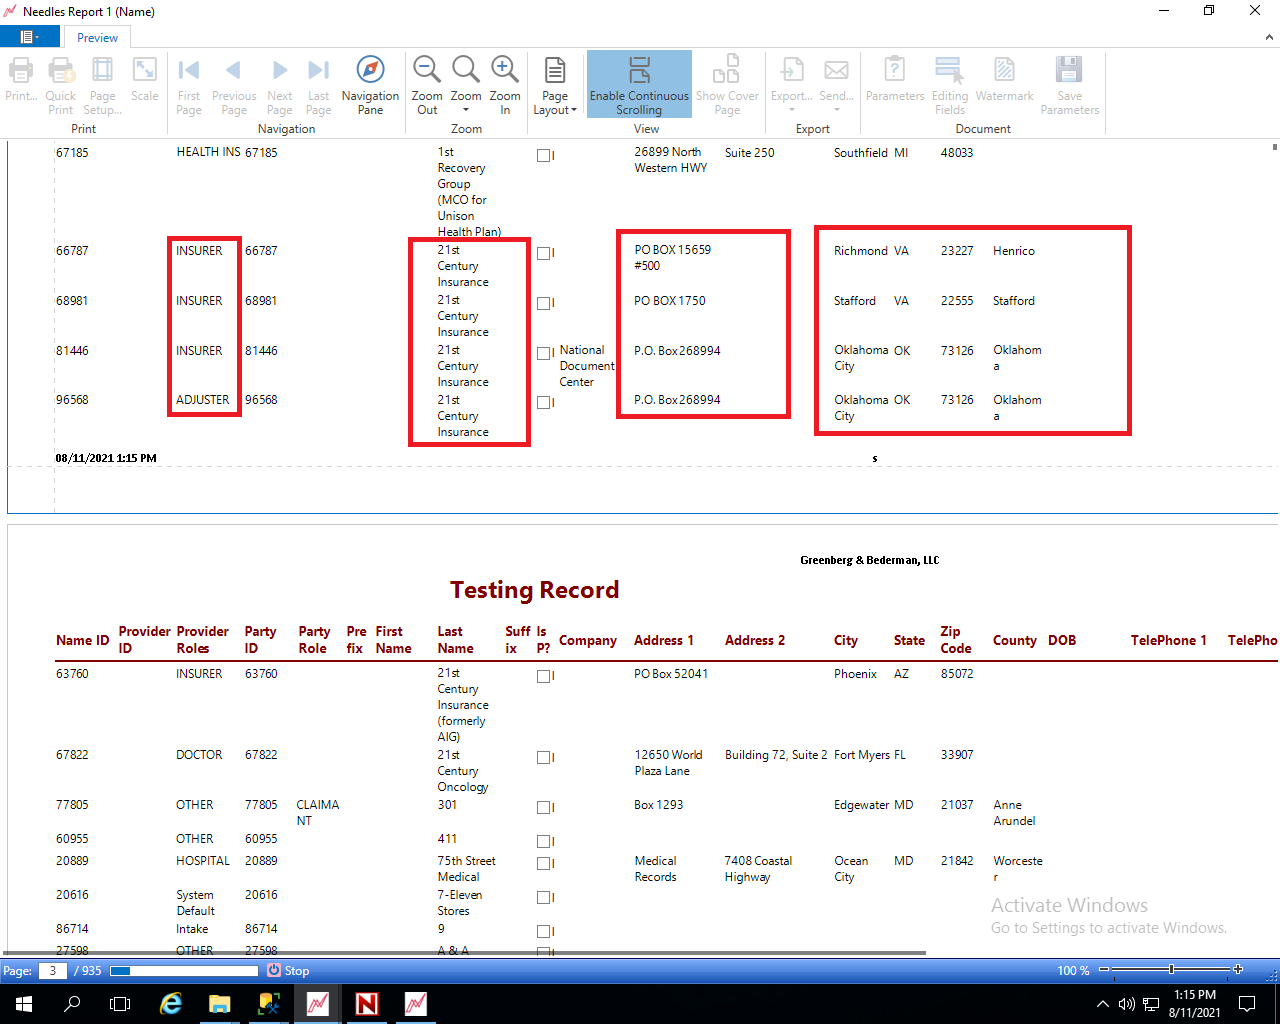 Needles Report 1 (Name)
Preview
Print... Quick Print Page Setup... Scale First Page Previous Page Next Page Last Page Navigation Pane Zoom Out Zoom Zoom In Page Layout Enable Continuous Scrolling Show Cover Page Export... Send... Parameters Editing Fields Watermark Save Parameters
Print Navigation Zoom View Export Document
67185 HEALTH INS 67185 1st 26899 North Suite 250 Southfield MI 48033
Recovery Western HWY
Group
(MCO for
Unison
Health Plan)
66787 INSURER 66787 21st PO BOX 15659 Richmond VA 23227 Henrico
Century #500
Insurance
68981 INSURER 68981 21st PO BOX 1750 Stafford VA 22555 Stafford
Century
Insurance
81446 INSURER 81446 21st National P.O. Box 268994 Oklahoma OK 73126 Oklahom
Century Document City a
Insurance Center
96568 ADJUSTER 96568 21st P.O. Box 268994 Oklahoma OK 73126 Oklahom
Century City a
Insurance
08/11/2021 1:15 PM s
Greenberg & Bederman, LLC
Testing Record
Name ID Provider ID Provider Roles Party ID Party Role Pre fix First Name Last Name Suff ix Is P? Company Address 1 Address 2 City State Zip Code County DOB TelePhone 1 TelePho
63760 INSURER 63760 21st PO Box 52041 Phoenix AZ 85072
Century
Insurance
(formerly
AIG)
67822 DOCTOR 67822 21st 12650 World Building 72, Suite 2 Fort Myers FL 33907
Century Plaza Lane
Oncology
77805 OTHER 77805 CLAIMA 301 Box 1293 Edgewater MD 21037 Anne
NT Arundel
60955 OTHER 60955 411
20889 HOSPITAL 20889 75th Street Medical 7408 Coastal Ocean MD 21842 Worceste
Medical Records Highway City r
20616 System 20616 7-Eleven
Default Stores
86714 Intake 86714 9
27598 OTHER 27598 A & A
Activate Windows
Go to Settings to activate Windows.
Page: 3 / 935 Stop 100 %
1:15 PM
8/11/2021